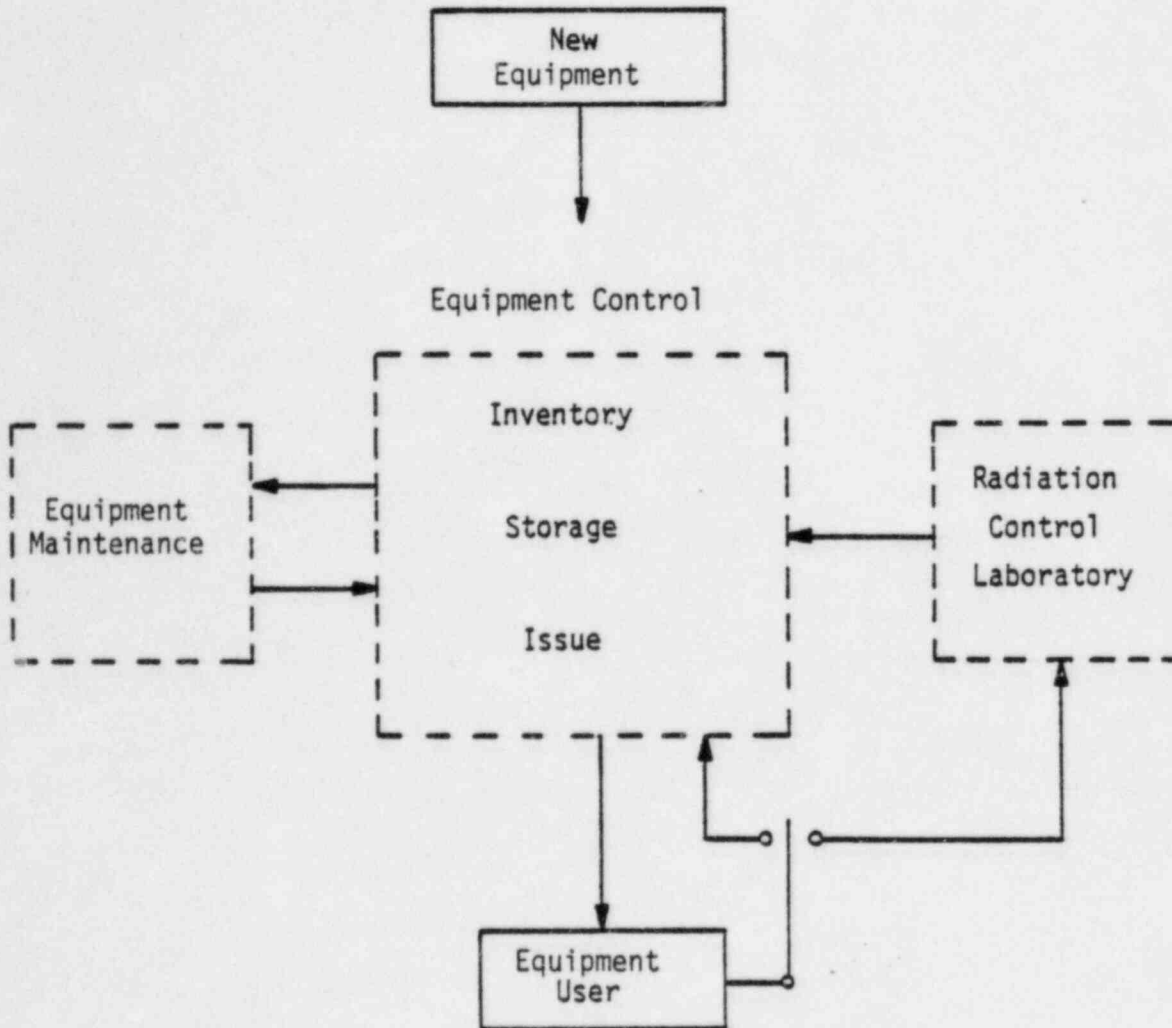 New
Equipment
Equipment Control
Inventory
Storage
Issue
Equipment
Maintenance
Radiation
Control
Laboratory
Equipment
User